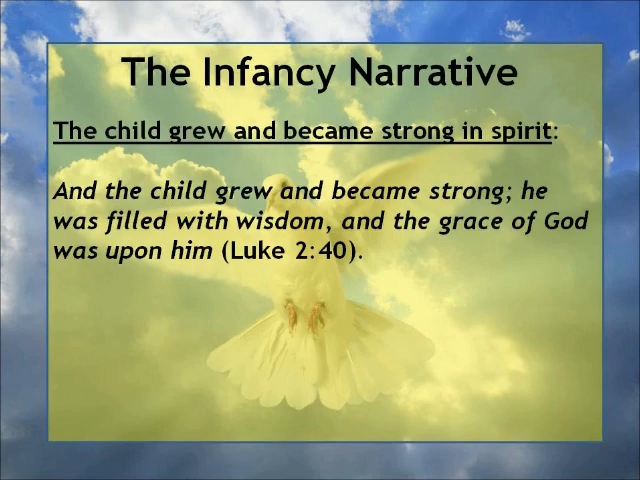 The Infancy Narrative
The child grew and became strong in spirit:
And the child grew and became strong; he
was filled with wisdom, and the grace of God
was upon him (Luke 2:40).